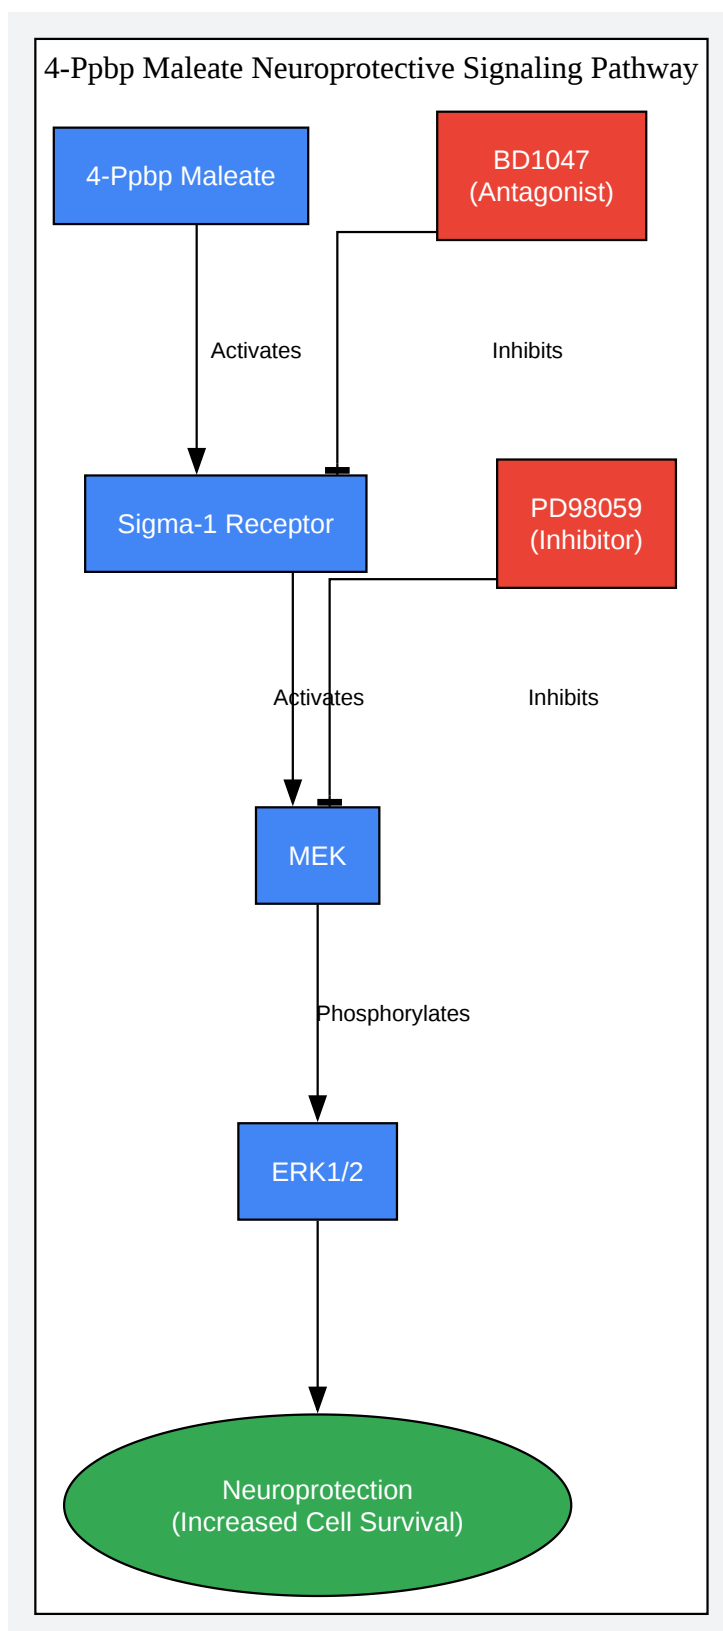 4-Ppbp Maleate Neuroprotective Signaling Pathway
4-Ppbp Maleate
BD1047
(Antagonist)
Activates
Inhibits
Sigma-1 Receptor
PD98059
(Inhibitor)
Activates
Inhibits
MEK
Phosphorylates
ERK1/2
Neuroprotection
(Increased Cell Survival)